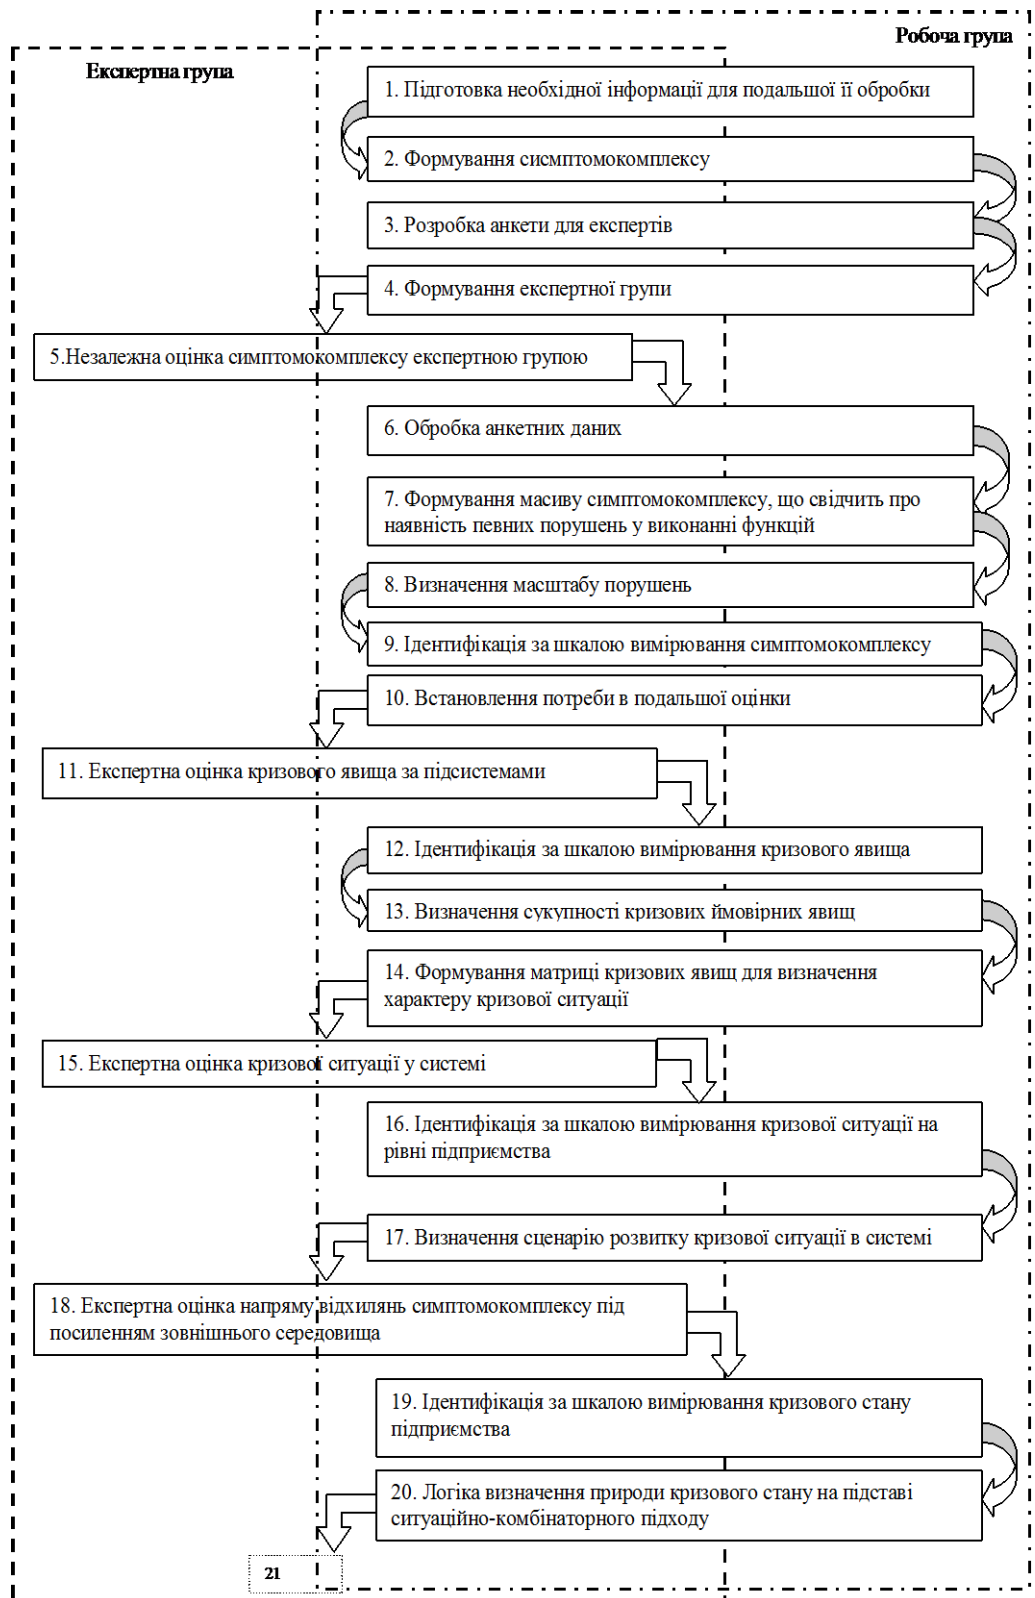 Робоча група
Експертна група
1. Підготовка необхідної інформації для подальшої її обробки
2. Формування сисмптомокомплексу
3. Розробка анкети для експертів
4. Формування експертної групи
5.Незалежна оцінка симптомокомплексу експертною групою
6. Обробка анкетних даних
7. Формування масиву симптомокомплексу, що свідчить про
наявність певних порушень у виконанні функцій
8. Визначення масштабу порушень
9. Ідентифікація за шкалою вимірювання симптомокомплексу
10. Встановлення потреби в подальшої оцінки
11. Експертна оцінка кризового явища за підсистемами
12. Ідентифікація за шкалою вимірювання кризового явища
13. Визначення сукупності кризових ймовірних явищ
14. Формування матриці кризових явищ для визначення
характеру кризової ситуації
15. Експертна оцінка кризової ситуації у системі
16. Ідентифікація за шкалою вимірювання кризової ситуації на
рівні підприємства
17. Визначення сценарію розвитку кризової ситуації в системі
18. Експертна оцінка напряму відхилянь симптомокомплексу під
посиленням зовнішнього середовища
19. Ідентифікація за шкалою вимірювання кризового стану
підприємства
20. Логіка визначення природи кризового стану на підставі
ситуаційно-комбінаторного підходу
21